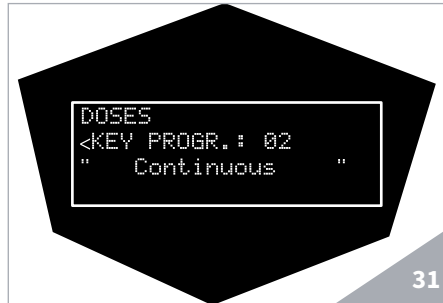 DOSES
<KEY PROGR.: 02
" Continuous "
31